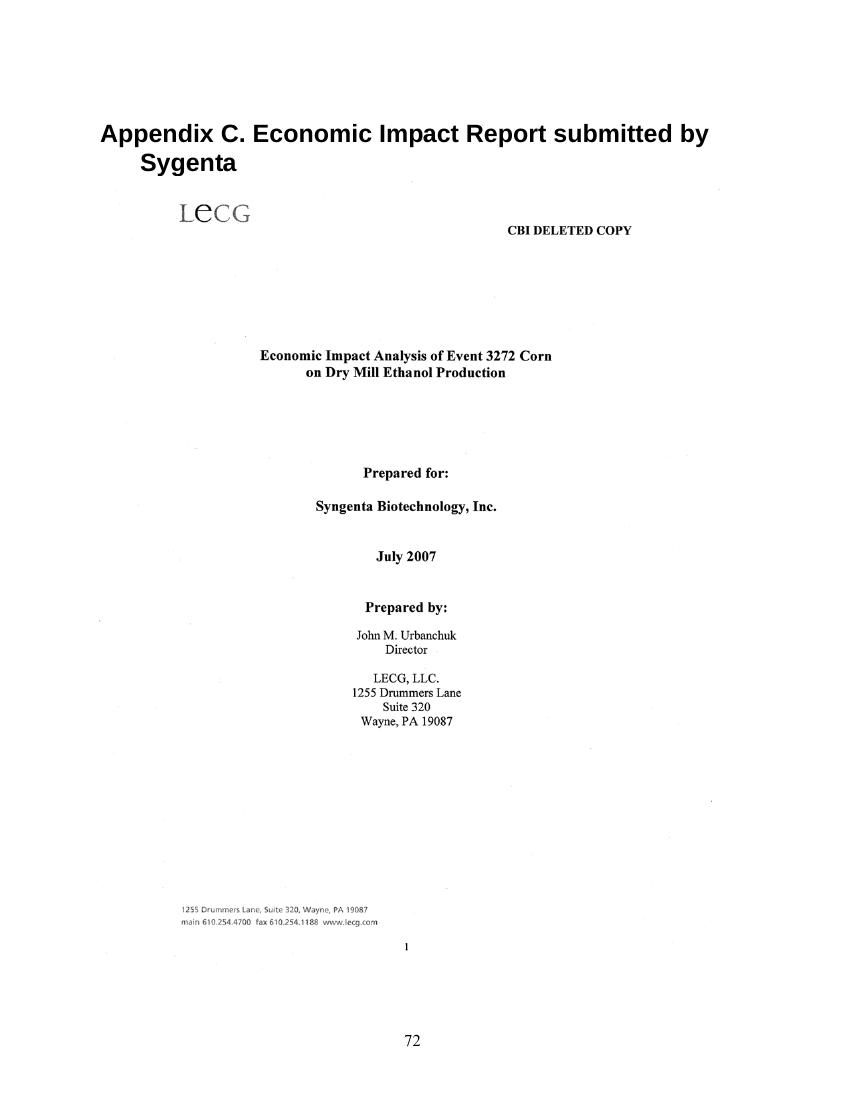 Appendix C. Economic Impact Report submitted by
Sygenta
LECG
CBI DELETED COPY
Economic Impact Analysis of Event 3272 Corn
on Dry Mill Ethanol Production
Prepared for:
Syngenta Biotechnology, Inc.
July 2007
Prepared by:
John M. Urbanchuk
Director
LECG, LLC.
1255 Drummers Lane
Suite 320
Wayne, PA 19087
1255 Drummers Lane, Suite 320, Wayne, PA 19087
main 610.254.4700 fax 610.254.1188 www.lecg.com
1
72